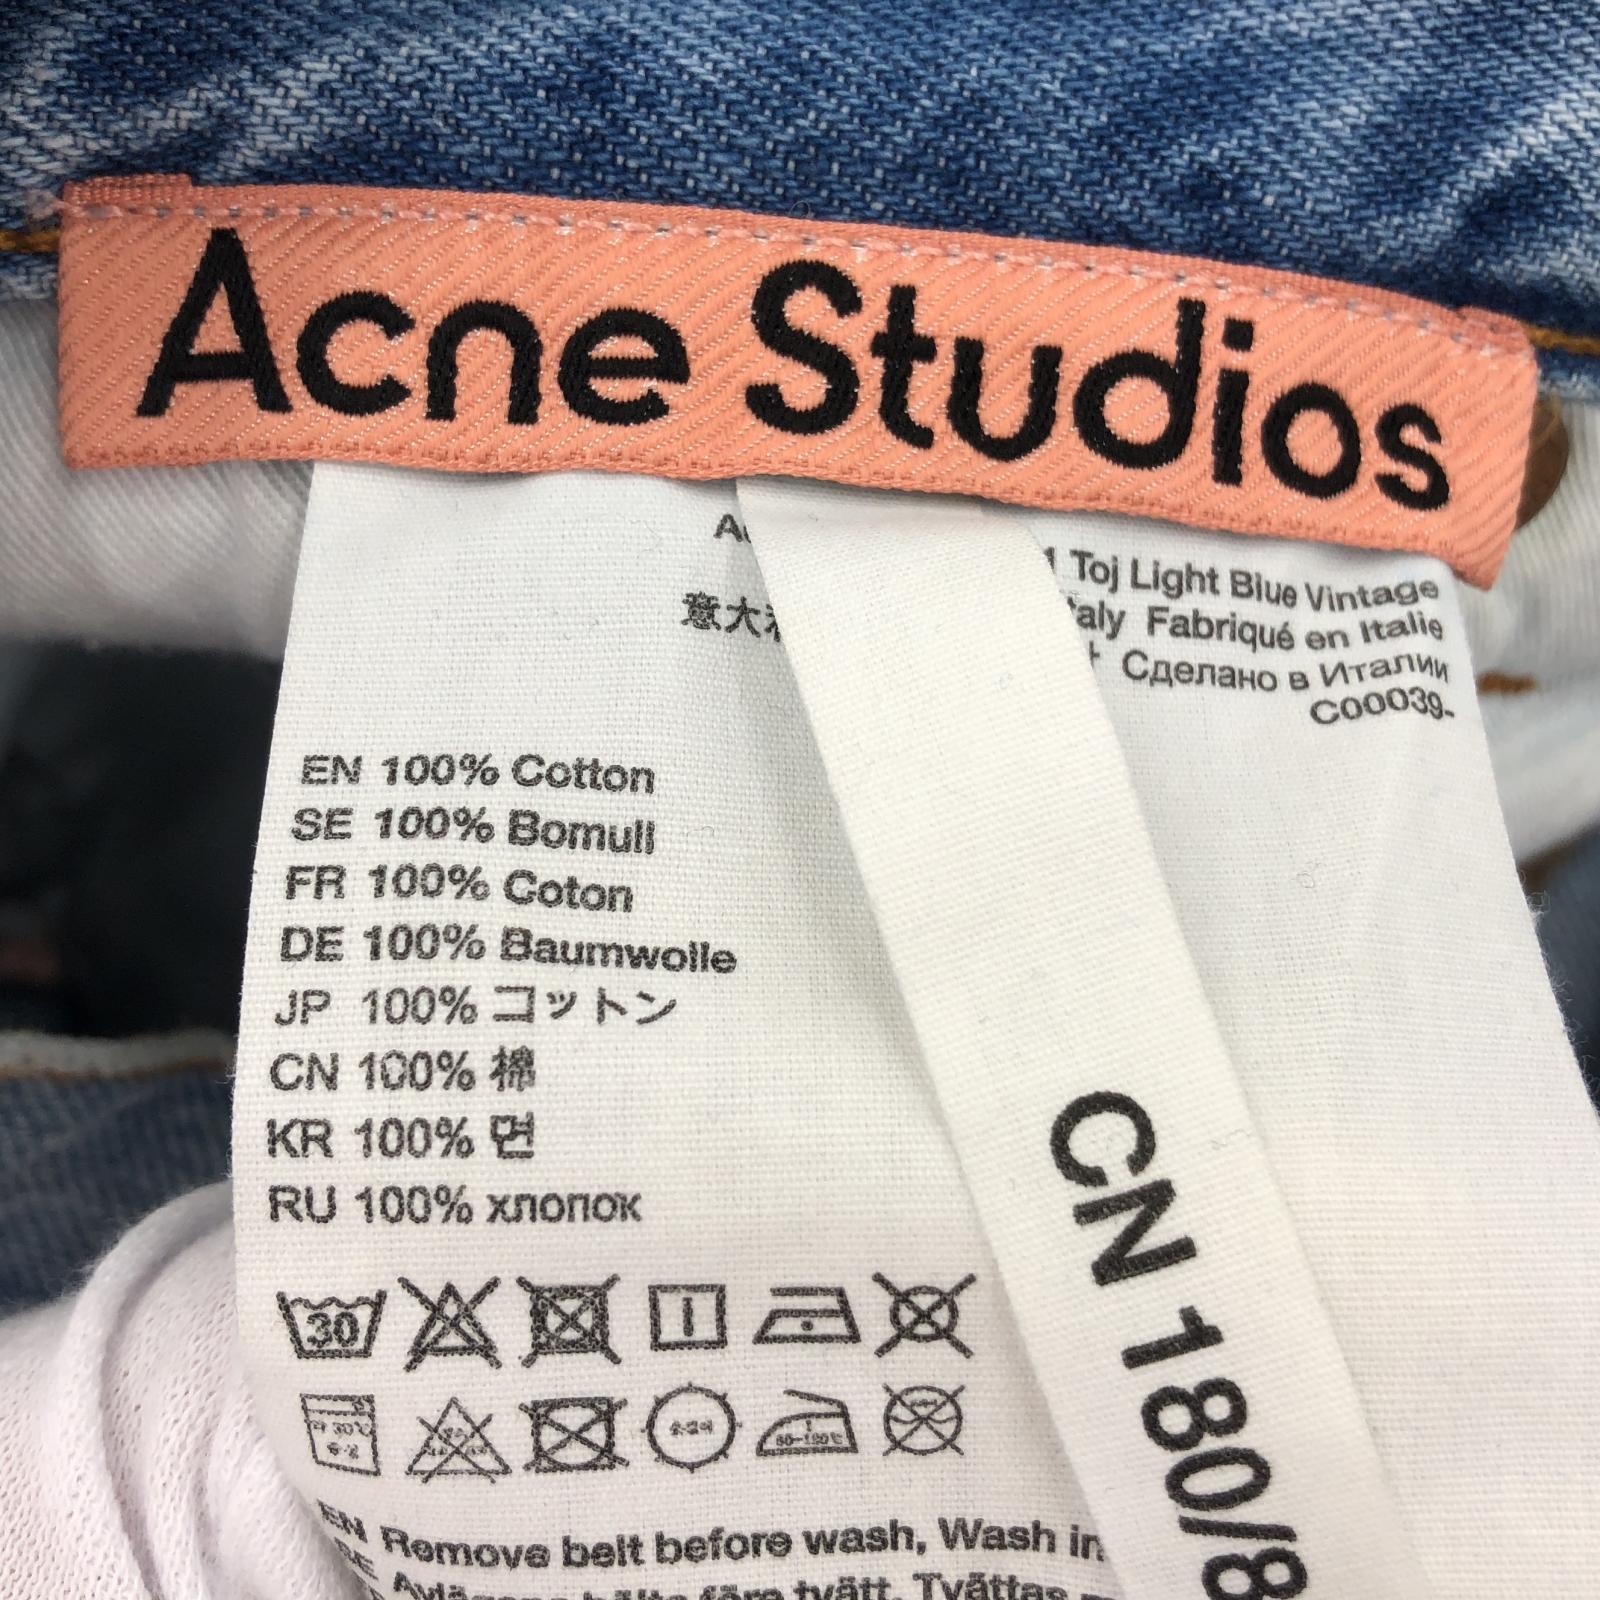 Acne Studios
1 Toj Light Blue Vintage
Fabriqué en Italie
意大
Сделано в Италии
C00039-
EN 100% Cotton
SE 100% Bomull
FR 100% Coton
DE 100% Baumwolle
JP 100% コットン
CN 100% 棉
KR 100% 면
RU 100% хлопок
30
CN 180/8
EN Remove belt before wash, Wash in
SE Avlägsna bälte före tvätt, Tvättas